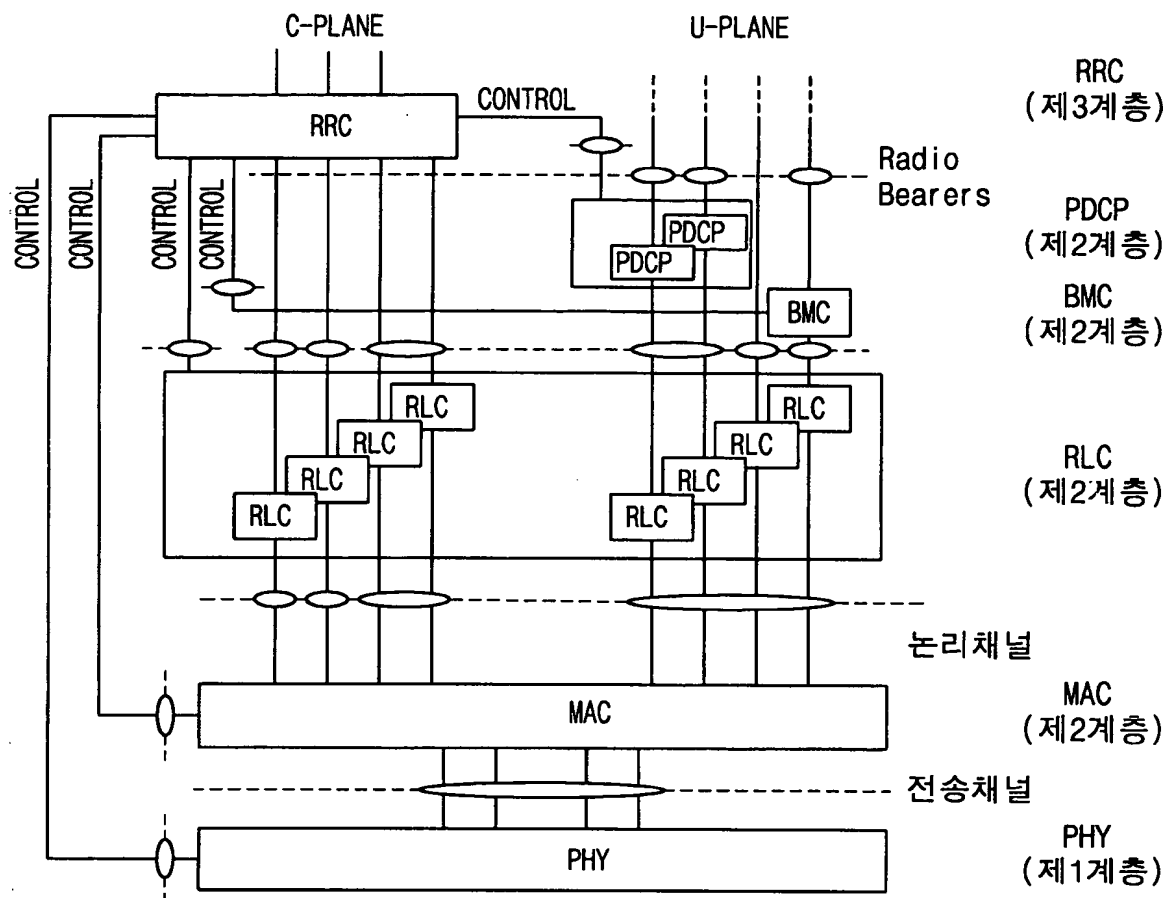 C-PLANE
U-PLANE
RRC
CONTROL
RRC
(제3계층)
Radio
Bearers
CONTROL
CONTROL
CONTROL
CONTROL
PDCP
PDCP
PDCP
(제2계층)
BMC
BMC
(제2계층)
RLC
RLC
RLC
RLC
RLC
RLC
RLC
RLC
RLC
(제2계층)
논리채널
MAC
MAC
(제2계층)
전송채널
PHY
PHY
(제1계층)